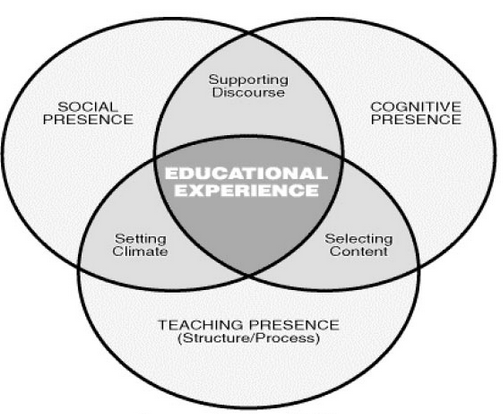 Supporting
Discourse
SOCIAL
PRESENCE
COGNITIVE
PRESENCE
EDUCATIONAL
EXPERIENCE
Setting
Climate
Selecting
Content
TEACHING PRESENCE
(Structure/Process)